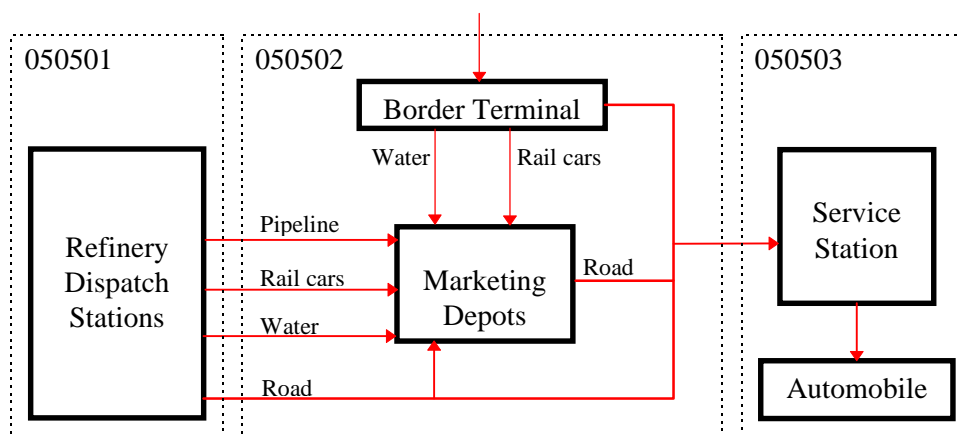 050501
050502
050503
Border Terminal
Water
Rail cars
Refinery
Dispatch
Stations
Pipeline
Rail cars
Water
Road
Marketing
Depots
Road
Service
Station
Automobile